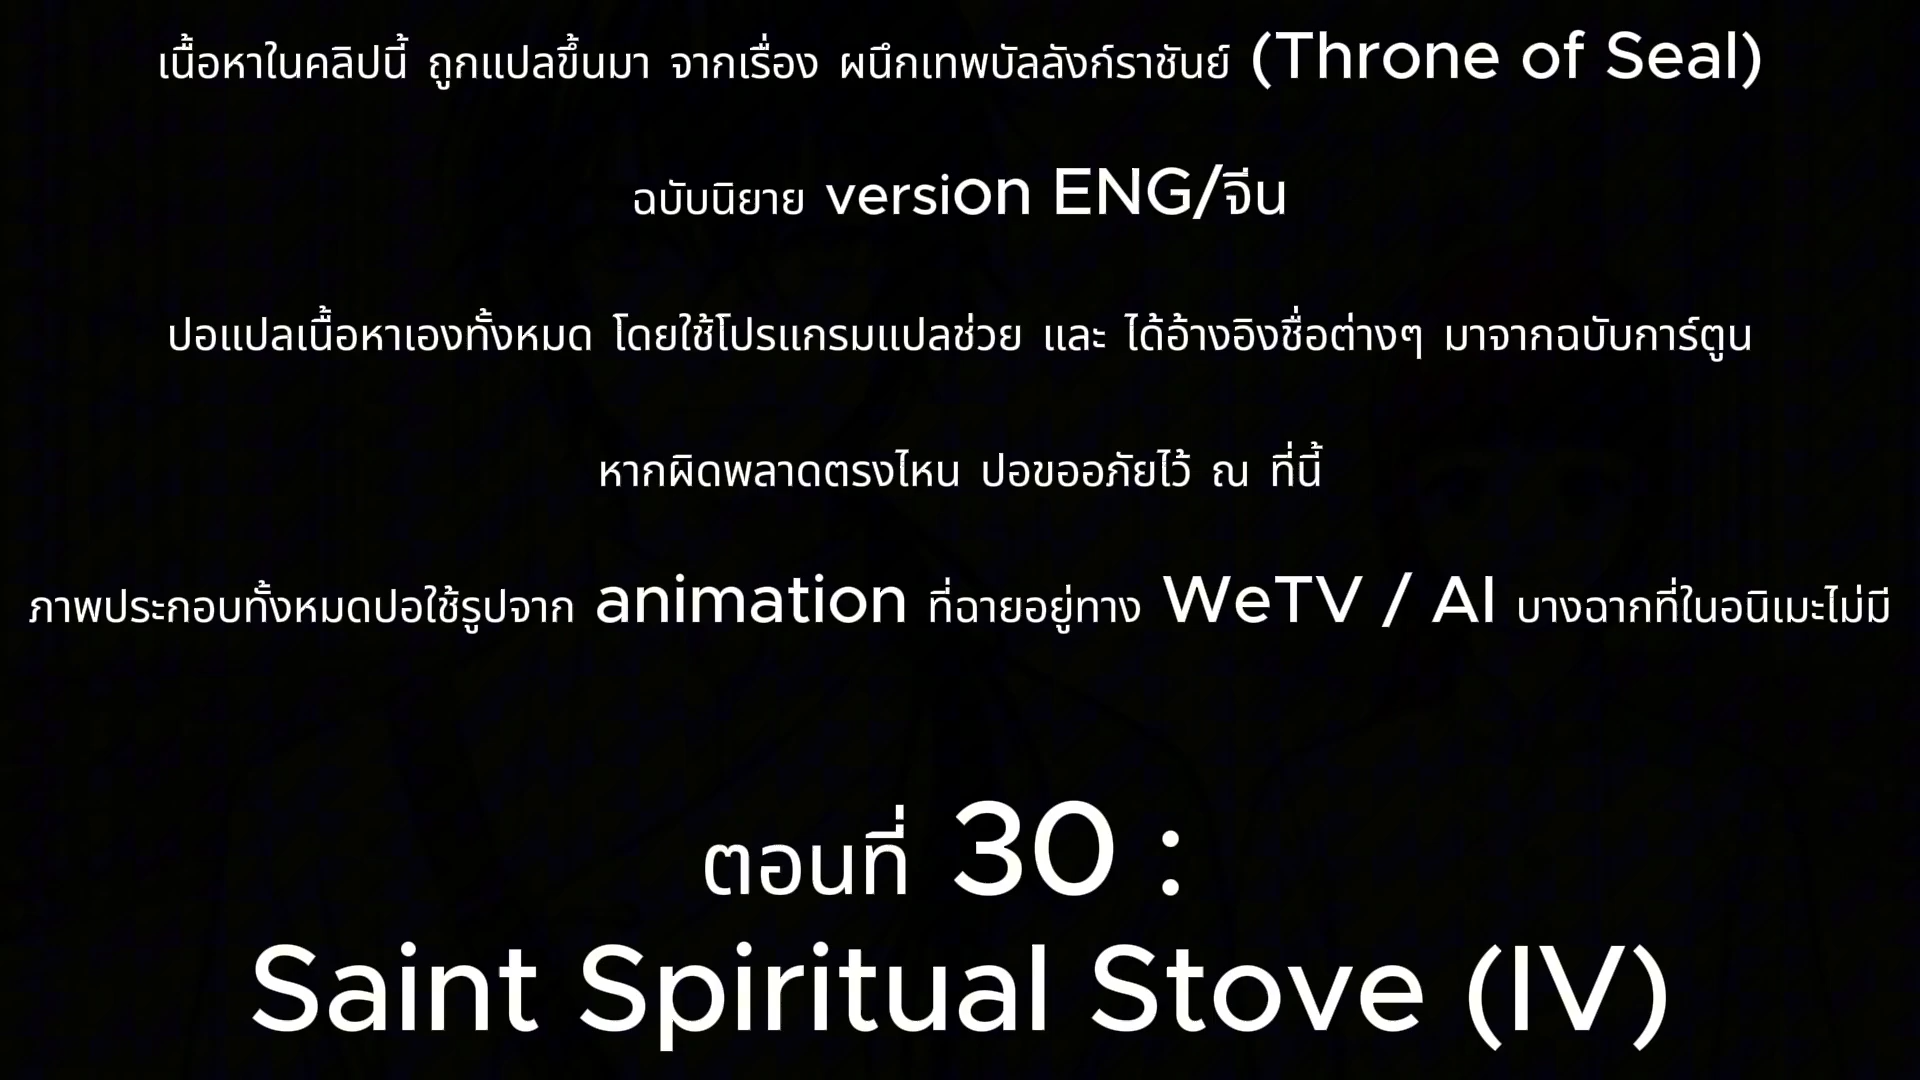 เนื้อหาในคลิปนี้ ถูกแปลขึ้นมา จากเรื่อง ผนึกเทพบัลลังก์ราชันย์ (Throne of Seal)
ฉบับนิยาย version ENG/จีน
ปอแปลเนื้อหาเองทั้งหมด โดยใช้โปรแกรมแปลช่วย และ ได้อ้างอิงชื่อต่างๆ มาจากฉบับการ์ตูน
หากผิดพลาดตรงไหน ปอขออภัยไว้ ณ ที่นี้
ภาพประกอบทั้งหมดปอใช้รูปจาก animation ที่ฉายอยู่ทาง WeTV / AI บางฉากที่ในอนิเมะไม่มี
ตอนที่ 30 :
Saint Spiritual Stove (IV)